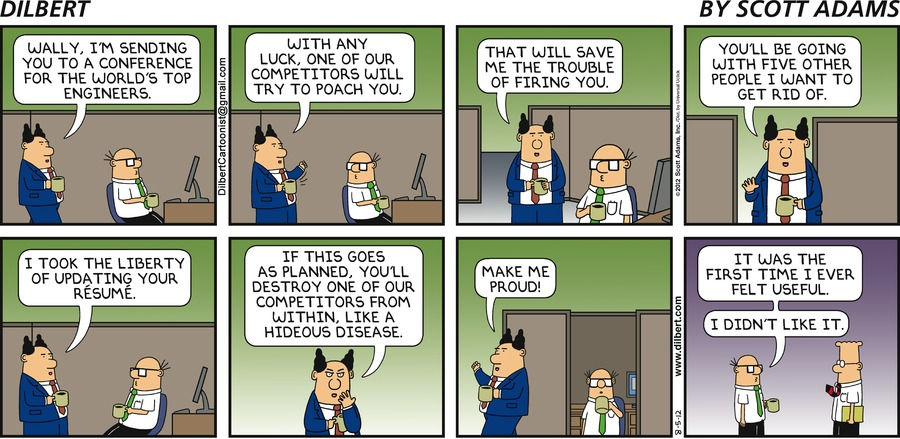 DILBERT
BY SCOTT ADAMS
WALLY, I'M SENDING
YOU TO A CONFERENCE
FOR THE WORLD'S TOP
ENGINEERS.
DilbertCartoonist@gmail.com
WITH ANY
LUCK, ONE OF OUR
COMPETITORS WILL
TRY TO POACH YOU.
THAT WILL SAVE
ME THE TROUBLE
OF FIRING YOU.
©2012 Scott Adams, Inc. /Dist. by Universal Uclick
YOU'LL BE GOING
WITH FIVE OTHER
PEOPLE I WANT TO
GET RID OF.
I TOOK THE LIBERTY
OF UPDATING YOUR
RÉSUMÉ.
IF THIS GOES
AS PLANNED, YOU'LL
DESTROY ONE OF OUR
COMPETITORS FROM
WITHIN, LIKE A
HIDEOUS DISEASE.
MAKE ME
PROUD!
8-5-12
www.dilbert.com
IT WAS THE
FIRST TIME I EVER
FELT USEFUL.
I DIDN'T LIKE IT.